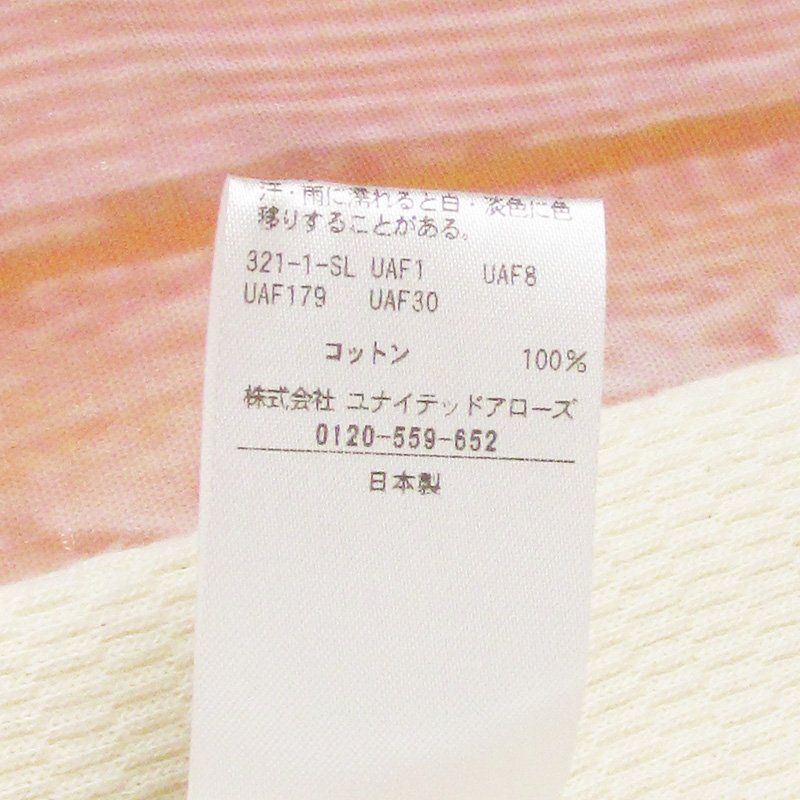 汗・雨に濡れると白・淡色に色
移りすることがある。
321-1-SL UAF1 UAF8
UAF179 UAF30
コットン 100%
株式会社 ユナイテッドアローズ
0120-559-652
日本製